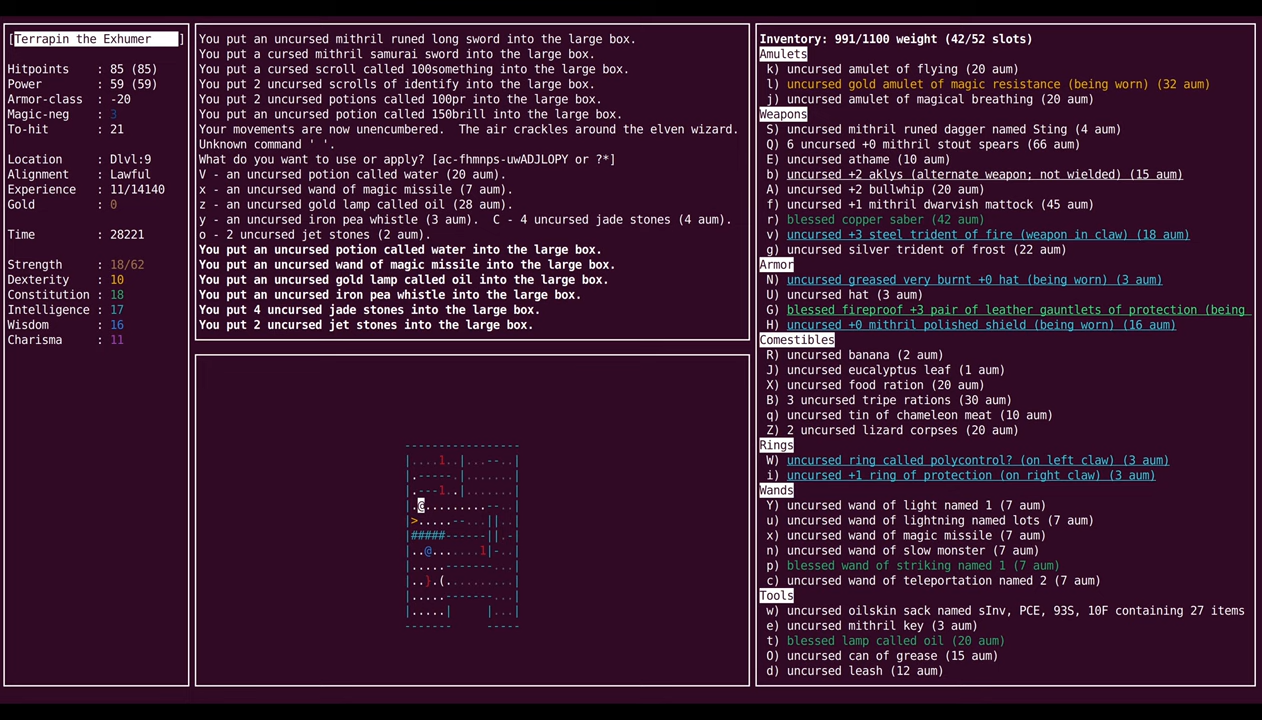 [Terrapin the Exhumer ]
Hitpoints : 85 (85)
Power : 59 (59)
Armor-class : -20
Magic-neg : 3
To-hit : 21
Location : Dlvl:9
Alignment : Lawful
Experience : 11/14140
Gold : 0
Time : 28221
Strength : 18/62
Dexterity : 10
Constitution : 18
Intelligence : 17
Wisdom : 16
Charisma : 11
You put an uncursed mithril runed long sword into the large box.
You put a cursed mithril samurai sword into the large box.
You put a cursed scroll called 100something into the large box.
You put 2 uncursed scrolls of identify into the large box.
You put 2 uncursed potions called 100pr into the large box.
You put an uncursed potion called 150brill into the large box.
Your movements are now unencumbered.  The air crackles around the elven wizard.
Unknown command ' '.
What do you want to use or apply? [ac-fhmnps-uwADJLOPY or ?*]
V - an uncursed potion called water (20 aum).
x - an uncursed wand of magic missile (7 aum).
z - an uncursed gold lamp called oil (28 aum).
y - an uncursed iron pea whistle (3 aum).  C - 4 uncursed jade stones (4 aum).
o - 2 uncursed jet stones (2 aum).
You put an uncursed potion called water into the large box.
You put an uncursed wand of magic missile into the large box.
You put an uncursed gold lamp called oil into the large box.
You put an uncursed iron pea whistle into the large box.
You put 4 uncursed jade stones into the large box.
You put 2 uncursed jet stones into the large box.
-----------------
|....1..|...--..|
|.-----.|.......|
|.---1..|.......|
|.@.........--..|
|>.....--...||..|
|#####------||.-|
|..@.......1|-..|
|.....-------...|
|..}.(..........|
|.....-------...|
|.....|    |...|
-------    -----
Inventory: 991/1100 weight (42/52 slots)
Amulets
k) uncursed amulet of flying (20 aum)
l) uncursed gold amulet of magic resistance (being worn) (32 aum)
j) uncursed amulet of magical breathing (20 aum)
Weapons
S) uncursed mithril runed dagger named Sting (4 aum)
Q) 6 uncursed +0 mithril stout spears (66 aum)
E) uncursed athame (10 aum)
b) uncursed +2 aklys (alternate weapon; not wielded) (15 aum)
A) uncursed +2 bullwhip (20 aum)
f) uncursed +1 mithril dwarvish mattock (45 aum)
r) blessed copper saber (42 aum)
v) uncursed +3 steel trident of fire (weapon in claw) (18 aum)
g) uncursed silver trident of frost (22 aum)
Armor
N) uncursed greased very burnt +0 hat (being worn) (3 aum)
U) uncursed hat (3 aum)
G) blessed fireproof +3 pair of leather gauntlets of protection (being
H) uncursed +0 mithril polished shield (being worn) (16 aum)
Comestibles
R) uncursed banana (2 aum)
J) uncursed eucalyptus leaf (1 aum)
X) uncursed food ration (20 aum)
B) 3 uncursed tripe rations (30 aum)
q) uncursed tin of chameleon meat (10 aum)
Z) 2 uncursed lizard corpses (20 aum)
Rings
W) uncursed ring called polycontrol? (on left claw) (3 aum)
i) uncursed +1 ring of protection (on right claw) (3 aum)
Wands
Y) uncursed wand of light named 1 (7 aum)
u) uncursed wand of lightning named lots (7 aum)
x) uncursed wand of magic missile (7 aum)
n) uncursed wand of slow monster (7 aum)
p) blessed wand of striking named 1 (7 aum)
c) uncursed wand of teleportation named 2 (7 aum)
Tools
w) uncursed oilskin sack named sInv, PCE, 93S, 10F containing 27 items
e) uncursed mithril key (3 aum)
t) blessed lamp called oil (20 aum)
O) uncursed can of grease (15 aum)
d) uncursed leash (12 aum)